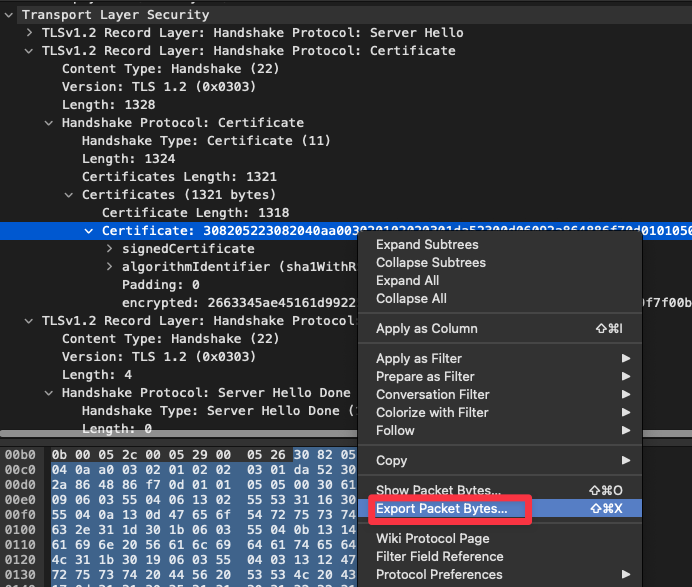 Transport Layer Security
TLSv1.2 Record Layer: Handshake Protocol: Server Hello
TLSv1.2 Record Layer: Handshake Protocol: Certificate
Content Type: Handshake (22)
Version: TLS 1.2 (0x0303)
Length: 1328
Handshake Protocol: Certificate
Handshake Type: Certificate (11)
Length: 1324
Certificates Length: 1321
Certificates (1321 bytes)
Certificate Length: 1318
Certificate: 308205223082040aa003020102020301da52300d06092a864886f70d0101050
signedCertificate
algorithmIdentifier (sha1WithR
Padding: 0
encrypted: 2663345ae45161d9922 9f7f00b
TLSv1.2 Record Layer: Handshake Protocol:
Content Type: Handshake (22)
Version: TLS 1.2 (0x0303)
Length: 4
Handshake Protocol: Server Hello Done
Handshake Type: Server Hello Done (
Length: 0
Expand Subtrees
Collapse Subtrees
Expand All
Collapse All
Apply as Column ⇧⌘I
Apply as Filter
Prepare as Filter
Conversation Filter
Colorize with Filter
Follow
Copy
Show Packet Bytes... ⇧⌘O
Export Packet Bytes... ⇧⌘X
Wiki Protocol Page
Filter Field Reference
Protocol Preferences
00b0 0b 00 05 2c 00 05 29 00 05 26 30 82 05
00c0 04 0a a0 03 02 01 02 02 03 01 da 52 30
00d0 2a 86 48 86 f7 0d 01 01 05 05 00 30 61
00e0 09 06 03 55 04 06 13 02 55 53 31 16 30
00f0 55 04 0a 13 0d 47 65 6f 54 72 75 73 74
0100 63 2e 31 1d 30 1b 06 03 55 04 0b 13 14
0110 61 69 6e 20 56 61 6c 69 64 61 74 65 64
0120 4c 31 1b 30 19 06 03 55 04 03 13 12 47
0130 72 75 73 74 20 44 56 20 53 53 4c 20 43